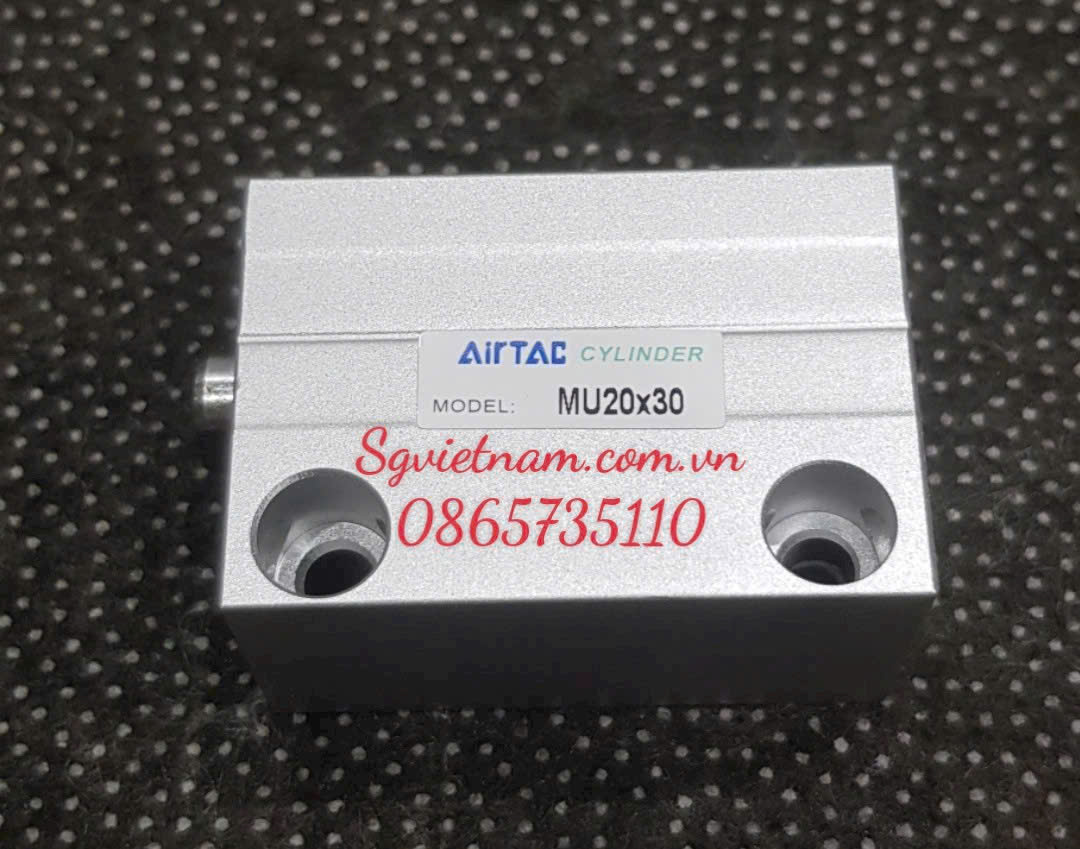 AirTAC CYLINDER
MODEL: MU20x30
Sgvietnam.com.vn
0865735110